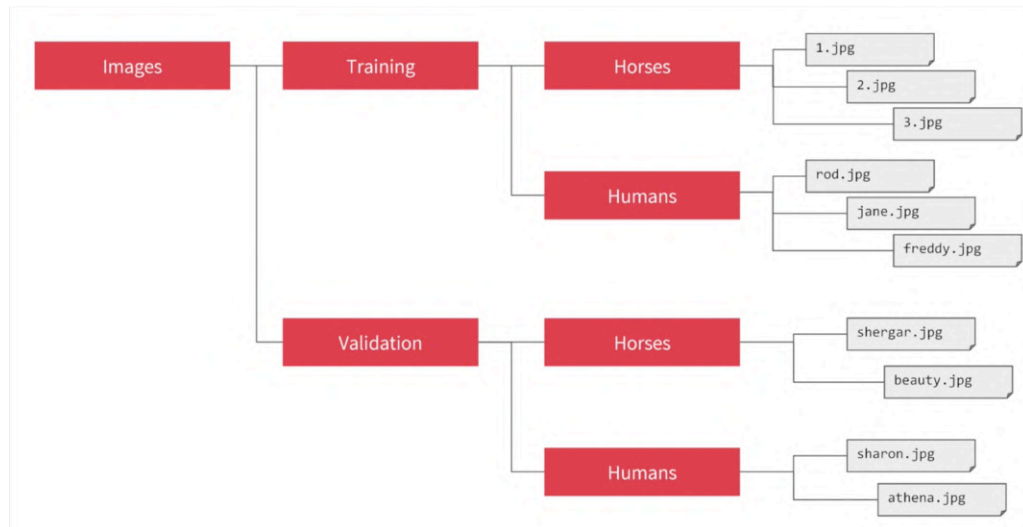 Images
Training
Horses
1.jpg
2.jpg
3.jpg
Humans
rod.jpg
jane.jpg
freddy.jpg
Validation
Horses
shergar.jpg
beauty.jpg
Humans
sharon.jpg
athena.jpg